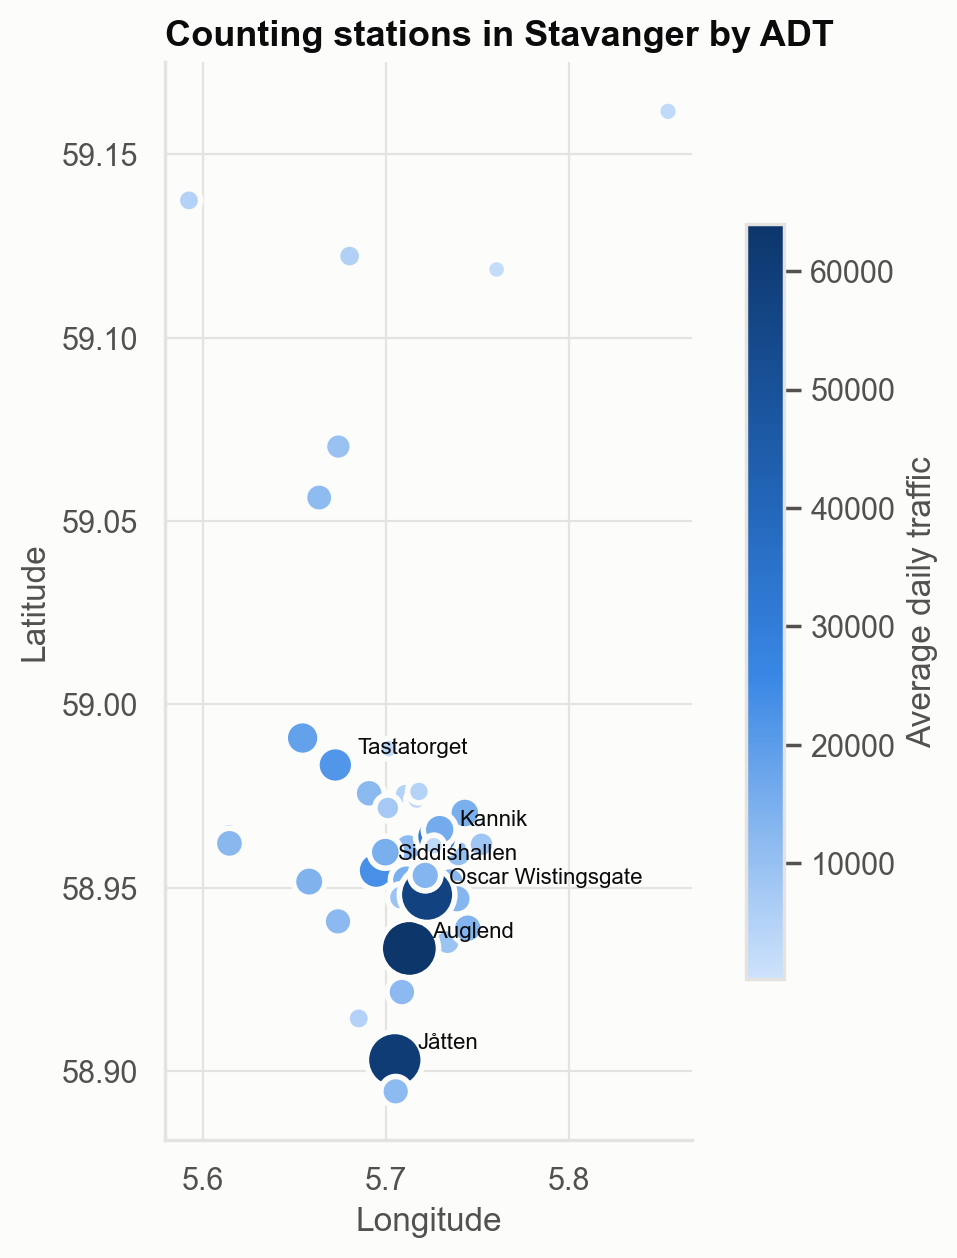 Counting stations in Stavanger by ADT
59.15
59.10
59.05
59.00
58.95
58.90
Latitude
5.6
5.7
5.8
Longitude
Tastatorget
Kannik
Siddishallen
Oscar Wistingsgate
Auglend
Jåtten
60000
50000
40000
30000
20000
10000
Average daily traffic